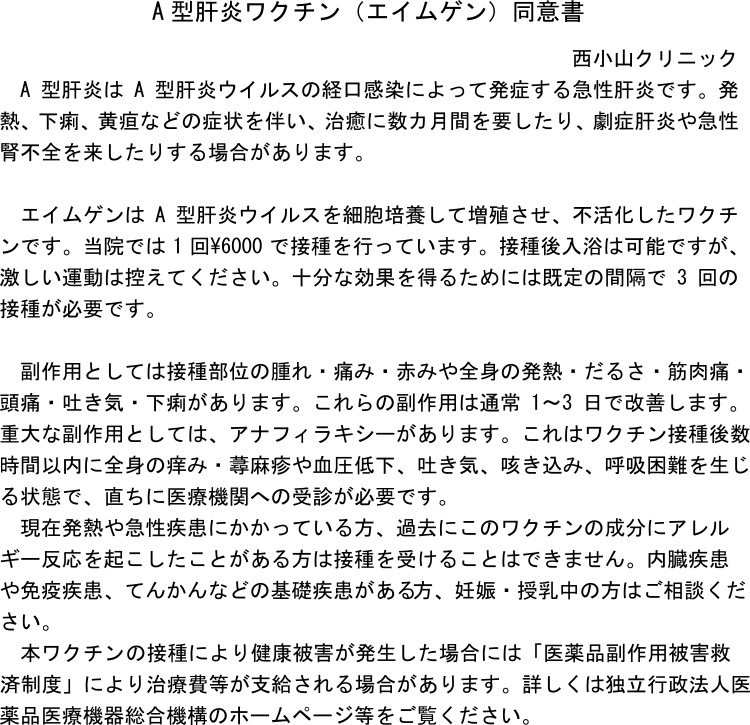 A型肝炎ワクチン（エイムゲン）同意書
西小山クリニック
A 型肝炎は A 型肝炎ウイルスの経口感染によって発症する急性肝炎です。発
熱、下痢、黄疸などの症状を伴い、治癒に数カ月間を要したり、劇症肝炎や急性
腎不全を来したりする場合があります。
エイムゲンは A 型肝炎ウイルスを細胞培養して増殖させ、不活化したワクチ
ンです。当院では 1 回¥6000 で接種を行っています。接種後入浴は可能ですが、
激しい運動は控えてください。十分な効果を得るためには既定の間隔で 3 回の
接種が必要です。
副作用としては接種部位の腫れ・痛み・赤みや全身の発熱・だるさ・筋肉痛・
頭痛・吐き気・下痢があります。これらの副作用は通常 1～3 日で改善します。
重大な副作用としては、アナフィラキシーがあります。これはワクチン接種後数
時間以内に全身の痒み・蕁麻疹や血圧低下、吐き気、咳き込み、呼吸困難を生じ
る状態で、直ちに医療機関への受診が必要です。
現在発熱や急性疾患にかかっている方、過去にこのワクチンの成分にアレル
ギー反応を起こしたことがある方は接種を受けることはできません。内臓疾患
や免疫疾患、てんかんなどの基礎疾患がある方、妊娠・授乳中の方はご相談くだ
さい。
本ワクチンの接種により健康被害が発生した場合には「医薬品副作用被害救
済制度」により治療費等が支給される場合があります。詳しくは独立行政法人医
薬品医療機器総合機構のホームページ等をご覧ください。